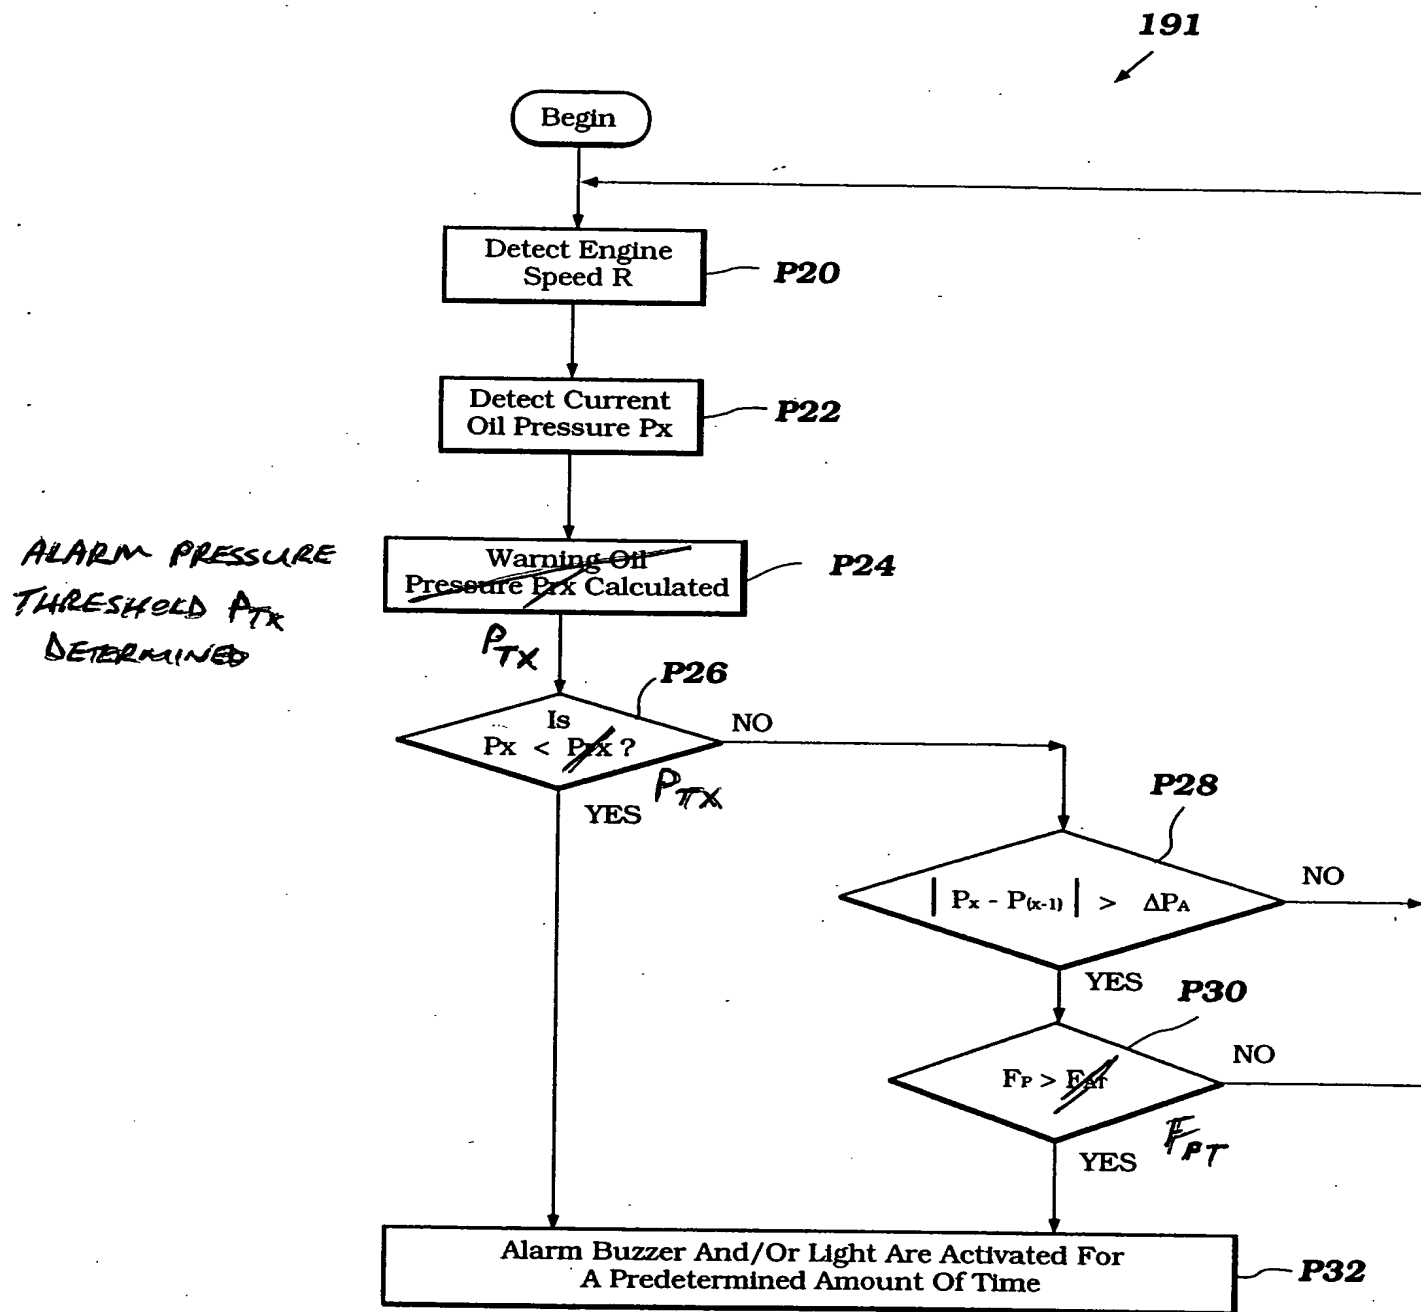 191
Begin
Detect Engine
Speed R
P20
Detect Current
Oil Pressure Px
P22
ALARM PRESSURE
THRESHOLD PTX
DETERMINED
Warning Oil
Pressure Prx Calculated
P24
PTX
P26
Is
Px < Prx ?
PTX
NO
YES
P28
| Px - P(x-1) | > ΔPA
NO
YES
P30
FP > FAT
FPT
NO
YES
Alarm Buzzer And/Or Light Are Activated For
A Predetermined Amount Of Time
P32